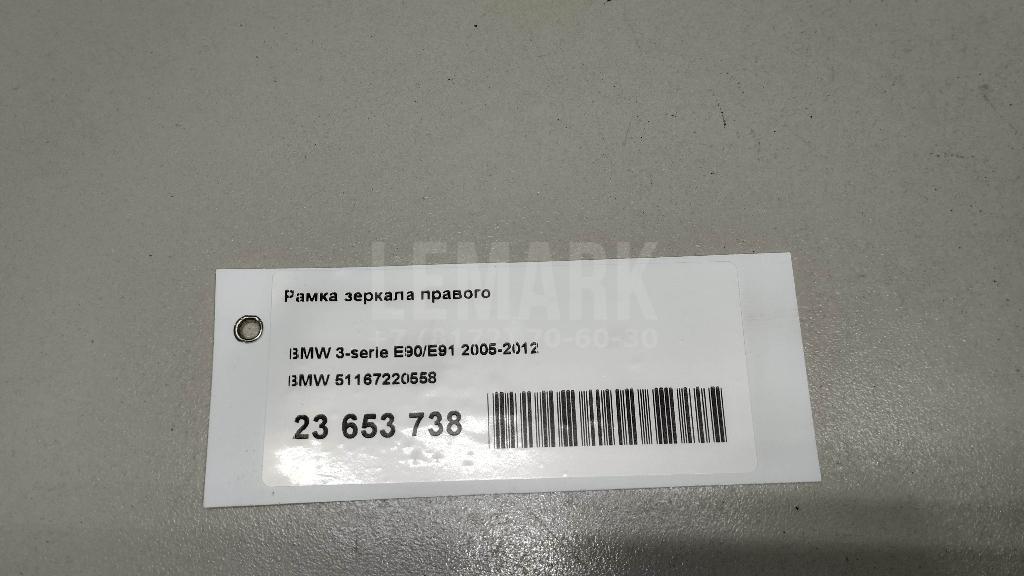 LEMARK
Рамка зеркала правого
BMW 3-serie E90/E91 2005-2012
BMW 51167220558
23 653 738